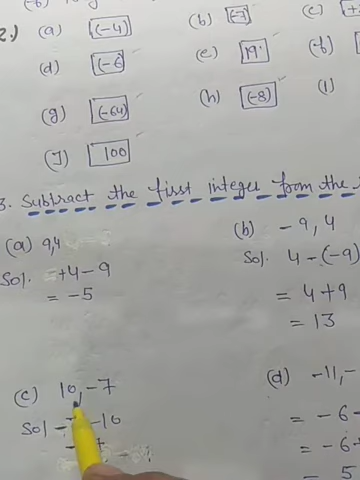 2.) (a) (-4) (b) (-7) (c)
(d) (-6 (e) 19 (f)
(g) (-64) (h) (-8) (I)
(J) 100
3. Subtract the first integer from the
(a) 9,4 (b) -9, 4
Sol. +4-9 Sol. 4-(-9)
= -5 = 4+9
= 13
(c) 10,-7 (d) -11,-
Sol -10 = -6-
= -6+
= 5